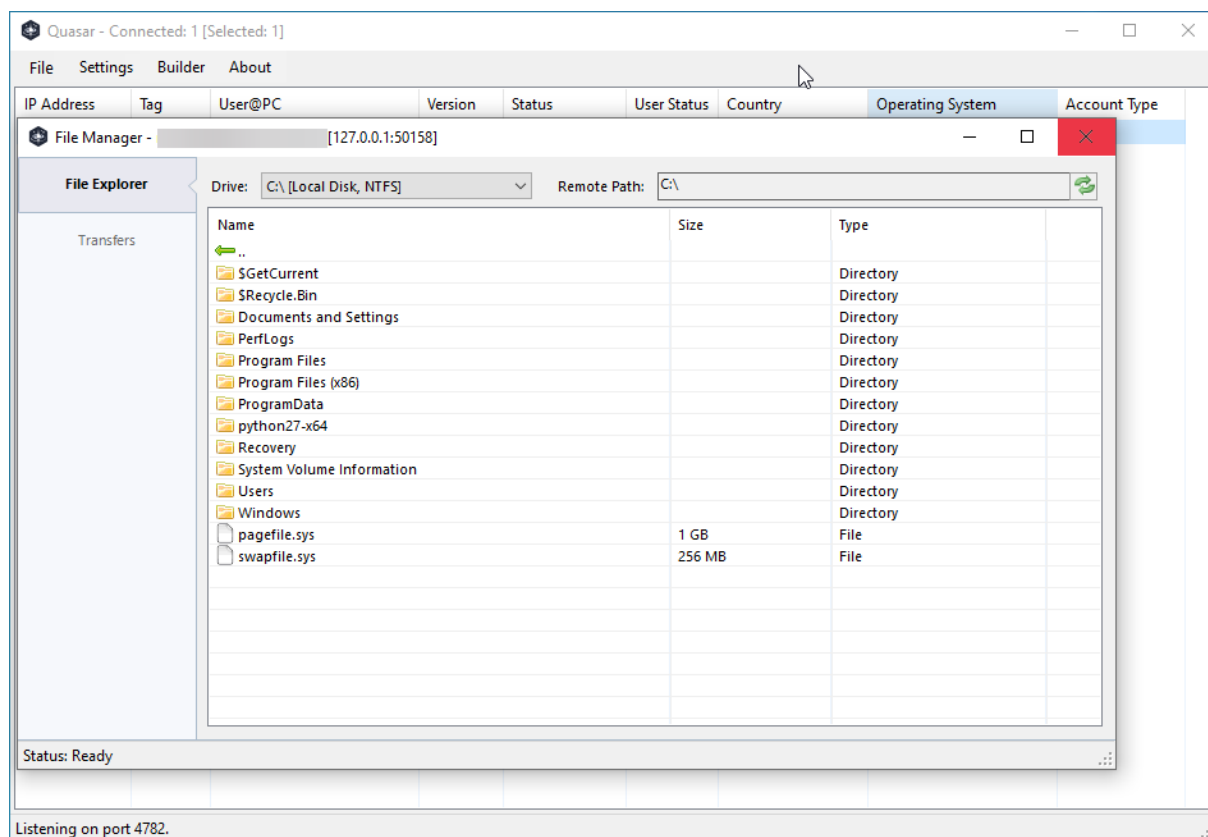 Quasar - Connected: 1 [Selected: 1]
File Settings Builder About
IP Address Tag User@PC Version Status User Status Country Operating System Account Type
File Manager - [127.0.0.1:50158]
File Explorer
Transfers
Drive: C:\ [Local Disk, NTFS] Remote Path: C:\
Name Size Type
..
$GetCurrent Directory
$Recycle.Bin Directory
Documents and Settings Directory
PerfLogs Directory
Program Files Directory
Program Files (x86) Directory
ProgramData Directory
python27-x64 Directory
Recovery Directory
System Volume Information Directory
Users Directory
Windows Directory
pagefile.sys 1 GB File
swapfile.sys 256 MB File
Status: Ready
Listening on port 4782.